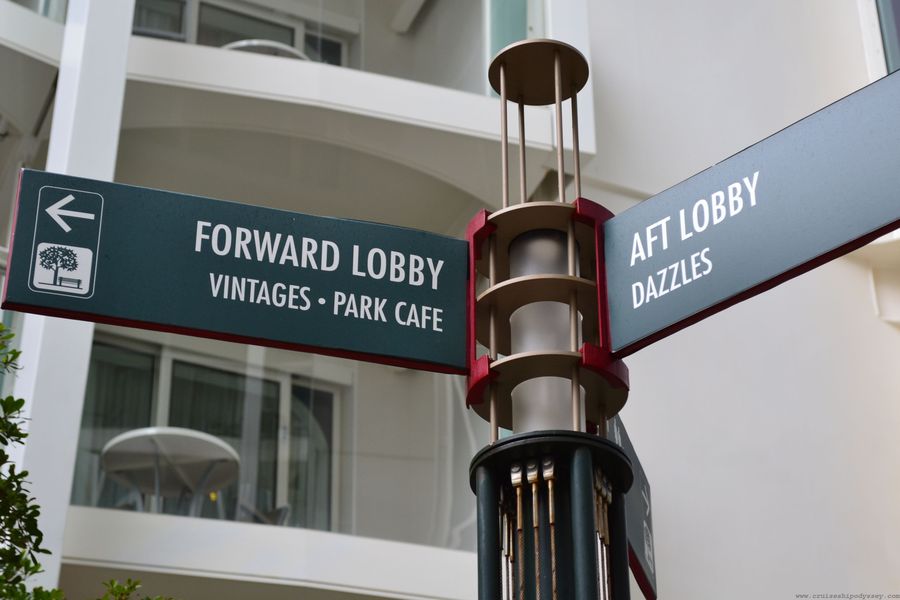 FORWARD LOBBY
VINTAGES • PARK CAFE
AFT LOBBY
DAZZLES
www.cruiseshipodyssey.com